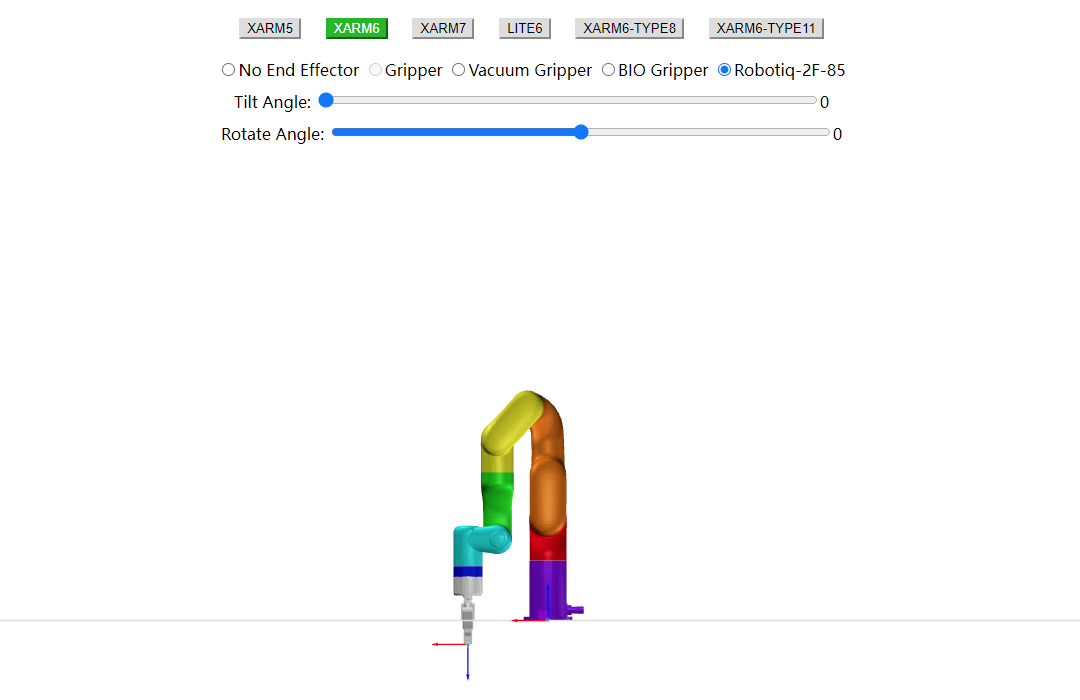 XARM5 XARM6 XARM7 LITE6 XARM6-TYPE8 XARM6-TYPE11
No End Effector Gripper Vacuum Gripper BIO Gripper Robotiq-2F-85
Tilt Angle: 0
Rotate Angle: 0